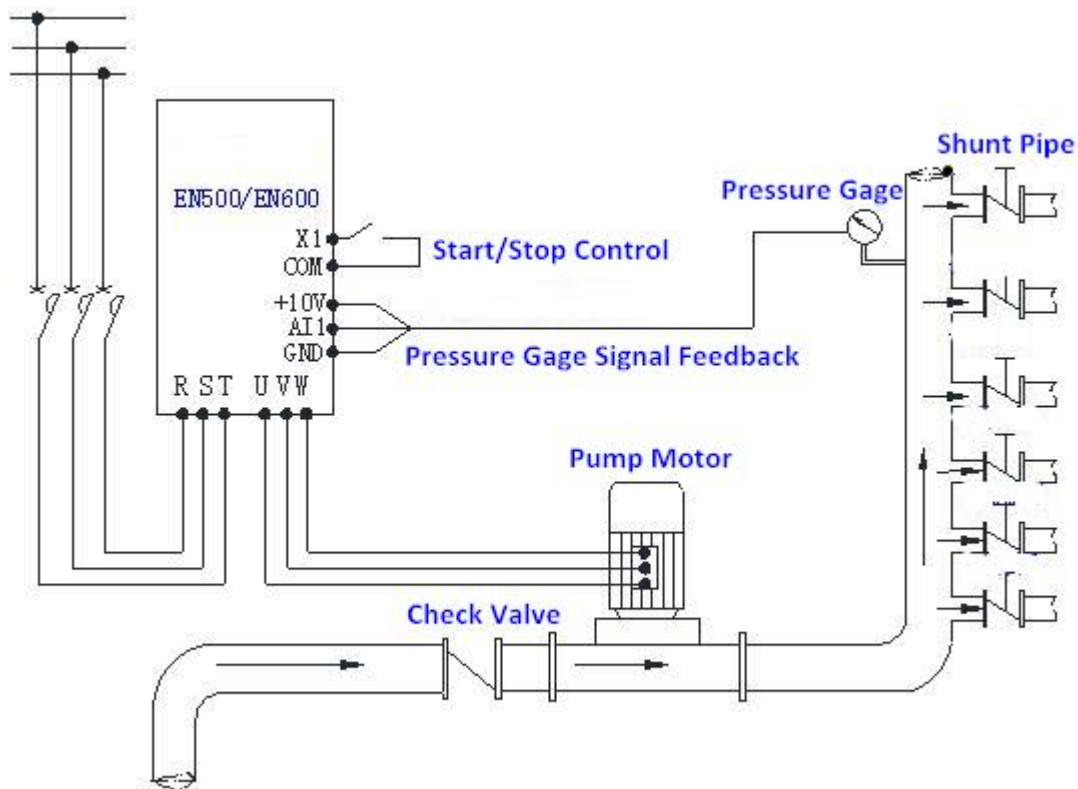 Shunt Pipe
Pressure Gage
EN500/EN600
X1
Start/Stop Control
COM
+10V
AI1
Pressure Gage Signal Feedback
GND
R S T U V W
Pump Motor
Check Valve